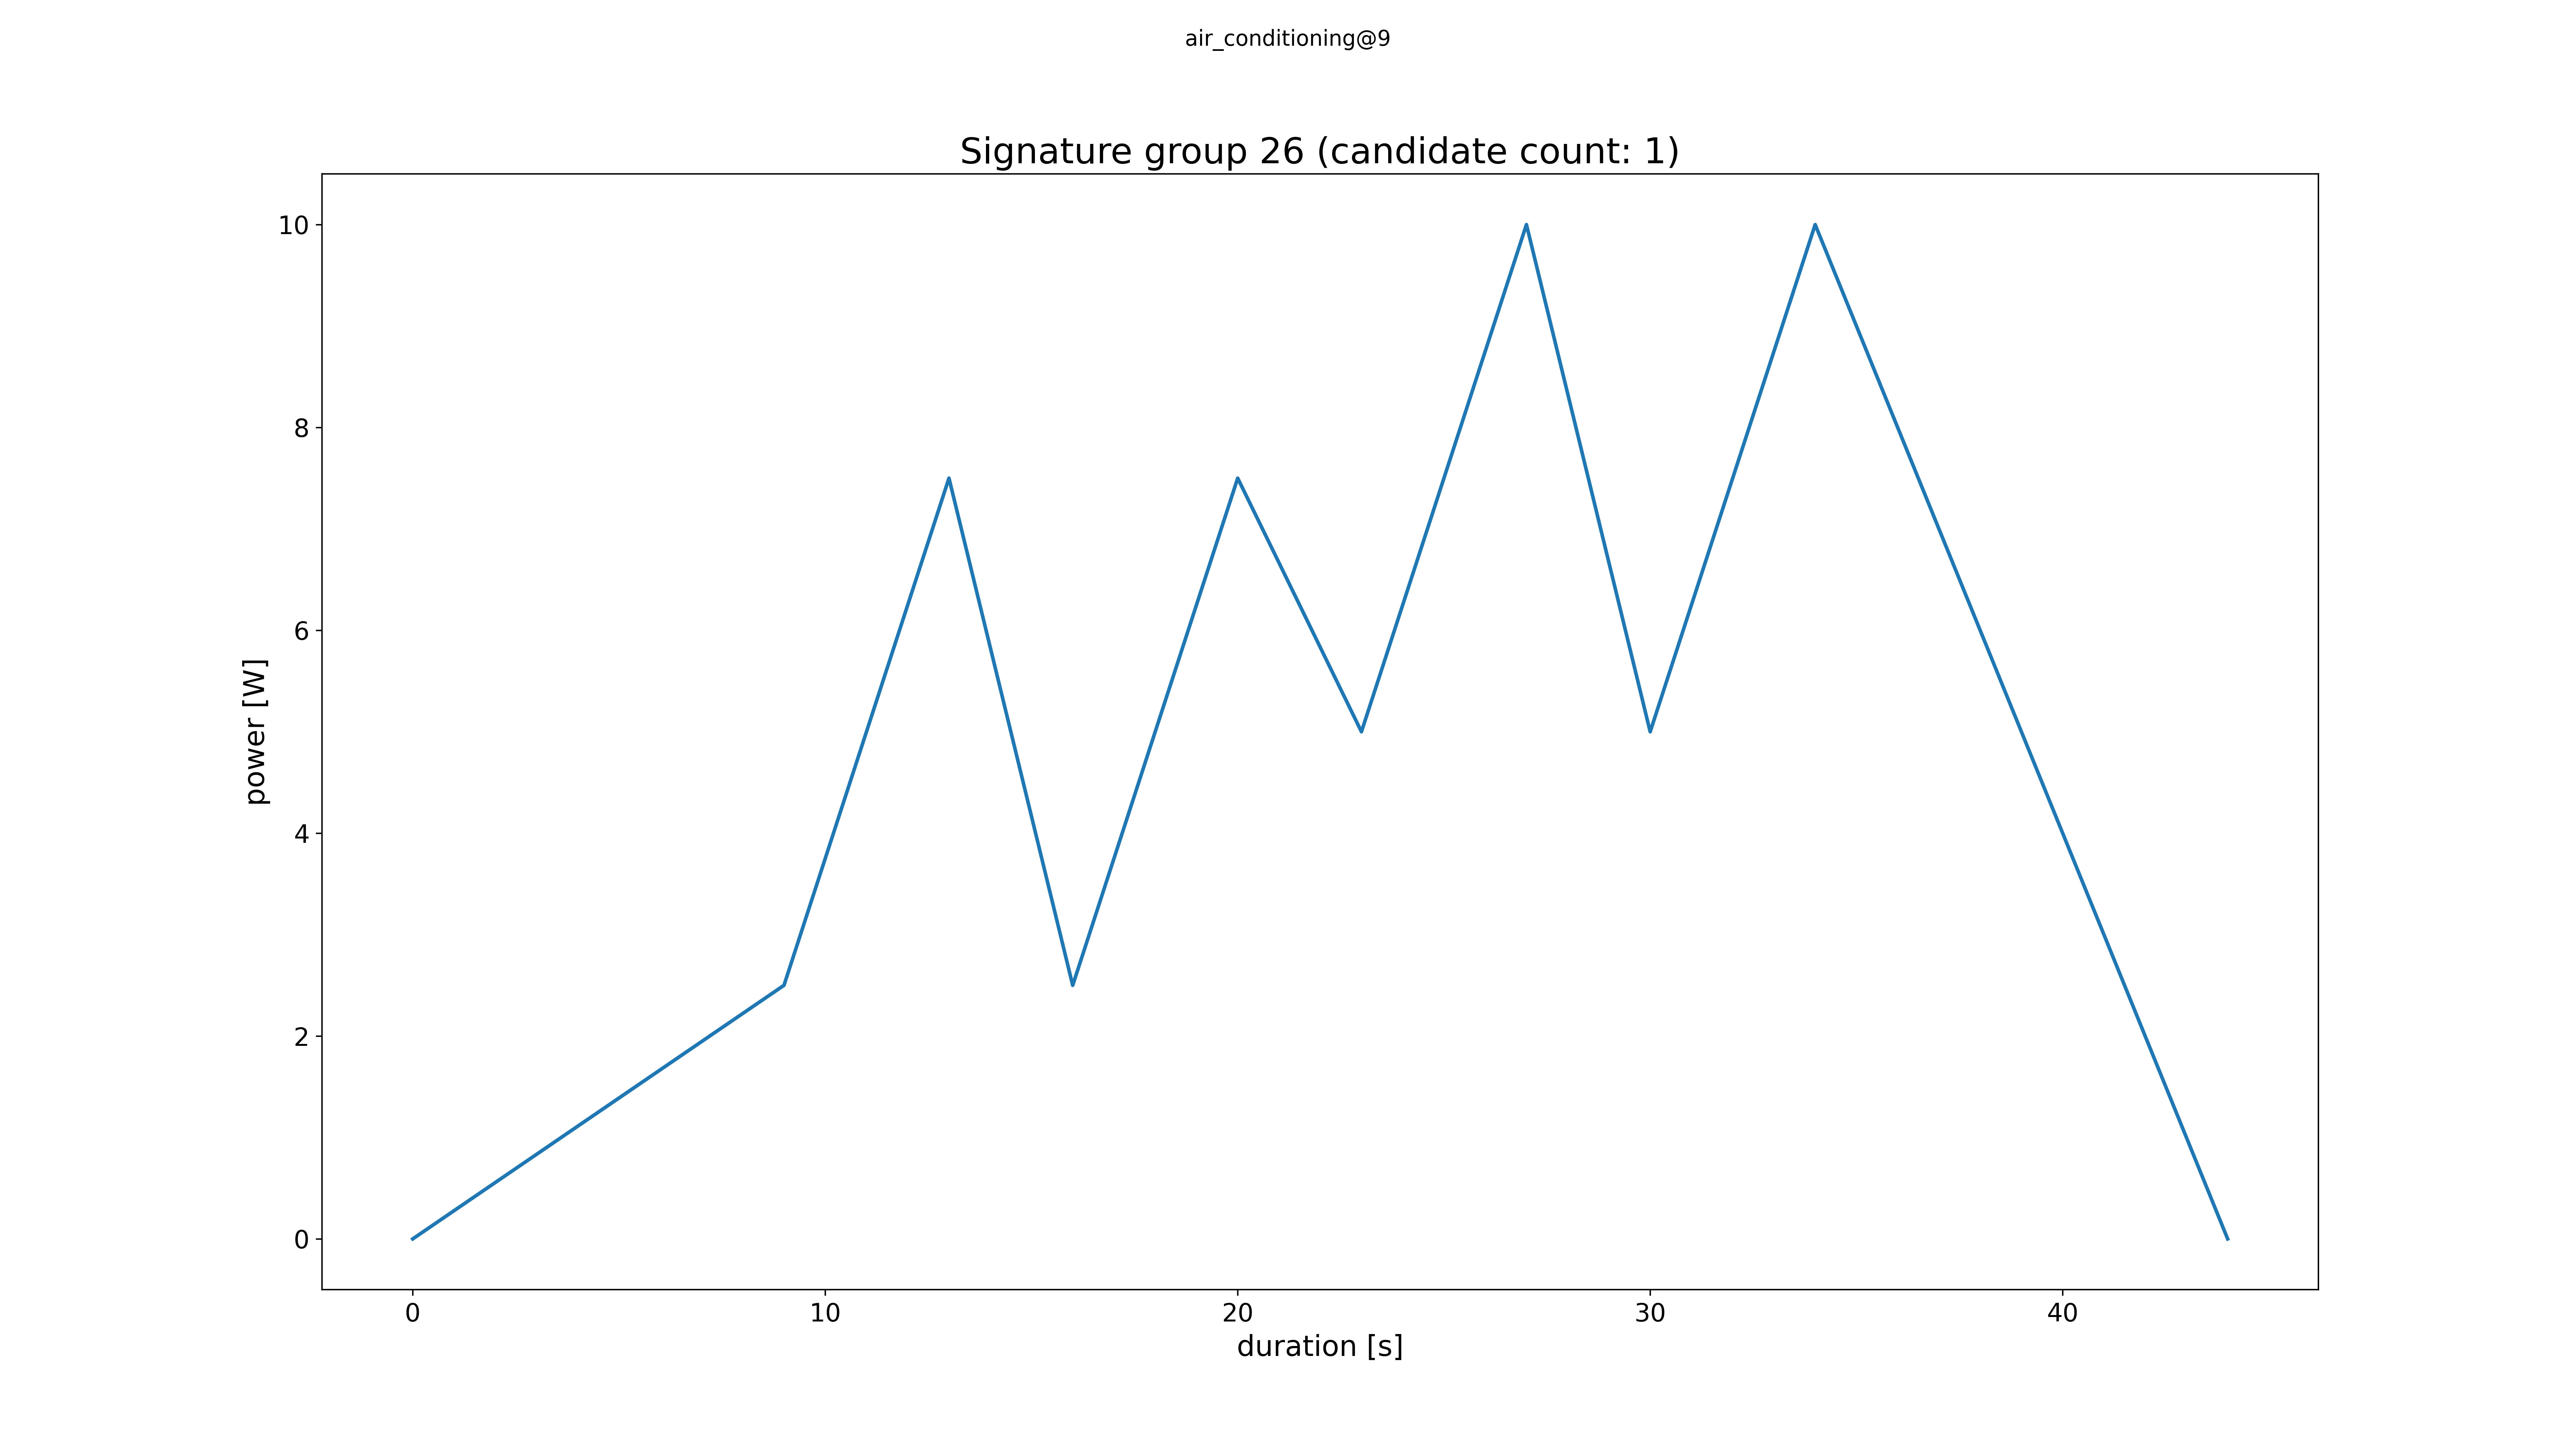 air_conditioning@9
Signature group 26 (candidate count: 1)
10
8
6
4
2
0
power [W]
0 10 20 30 40
duration [s]